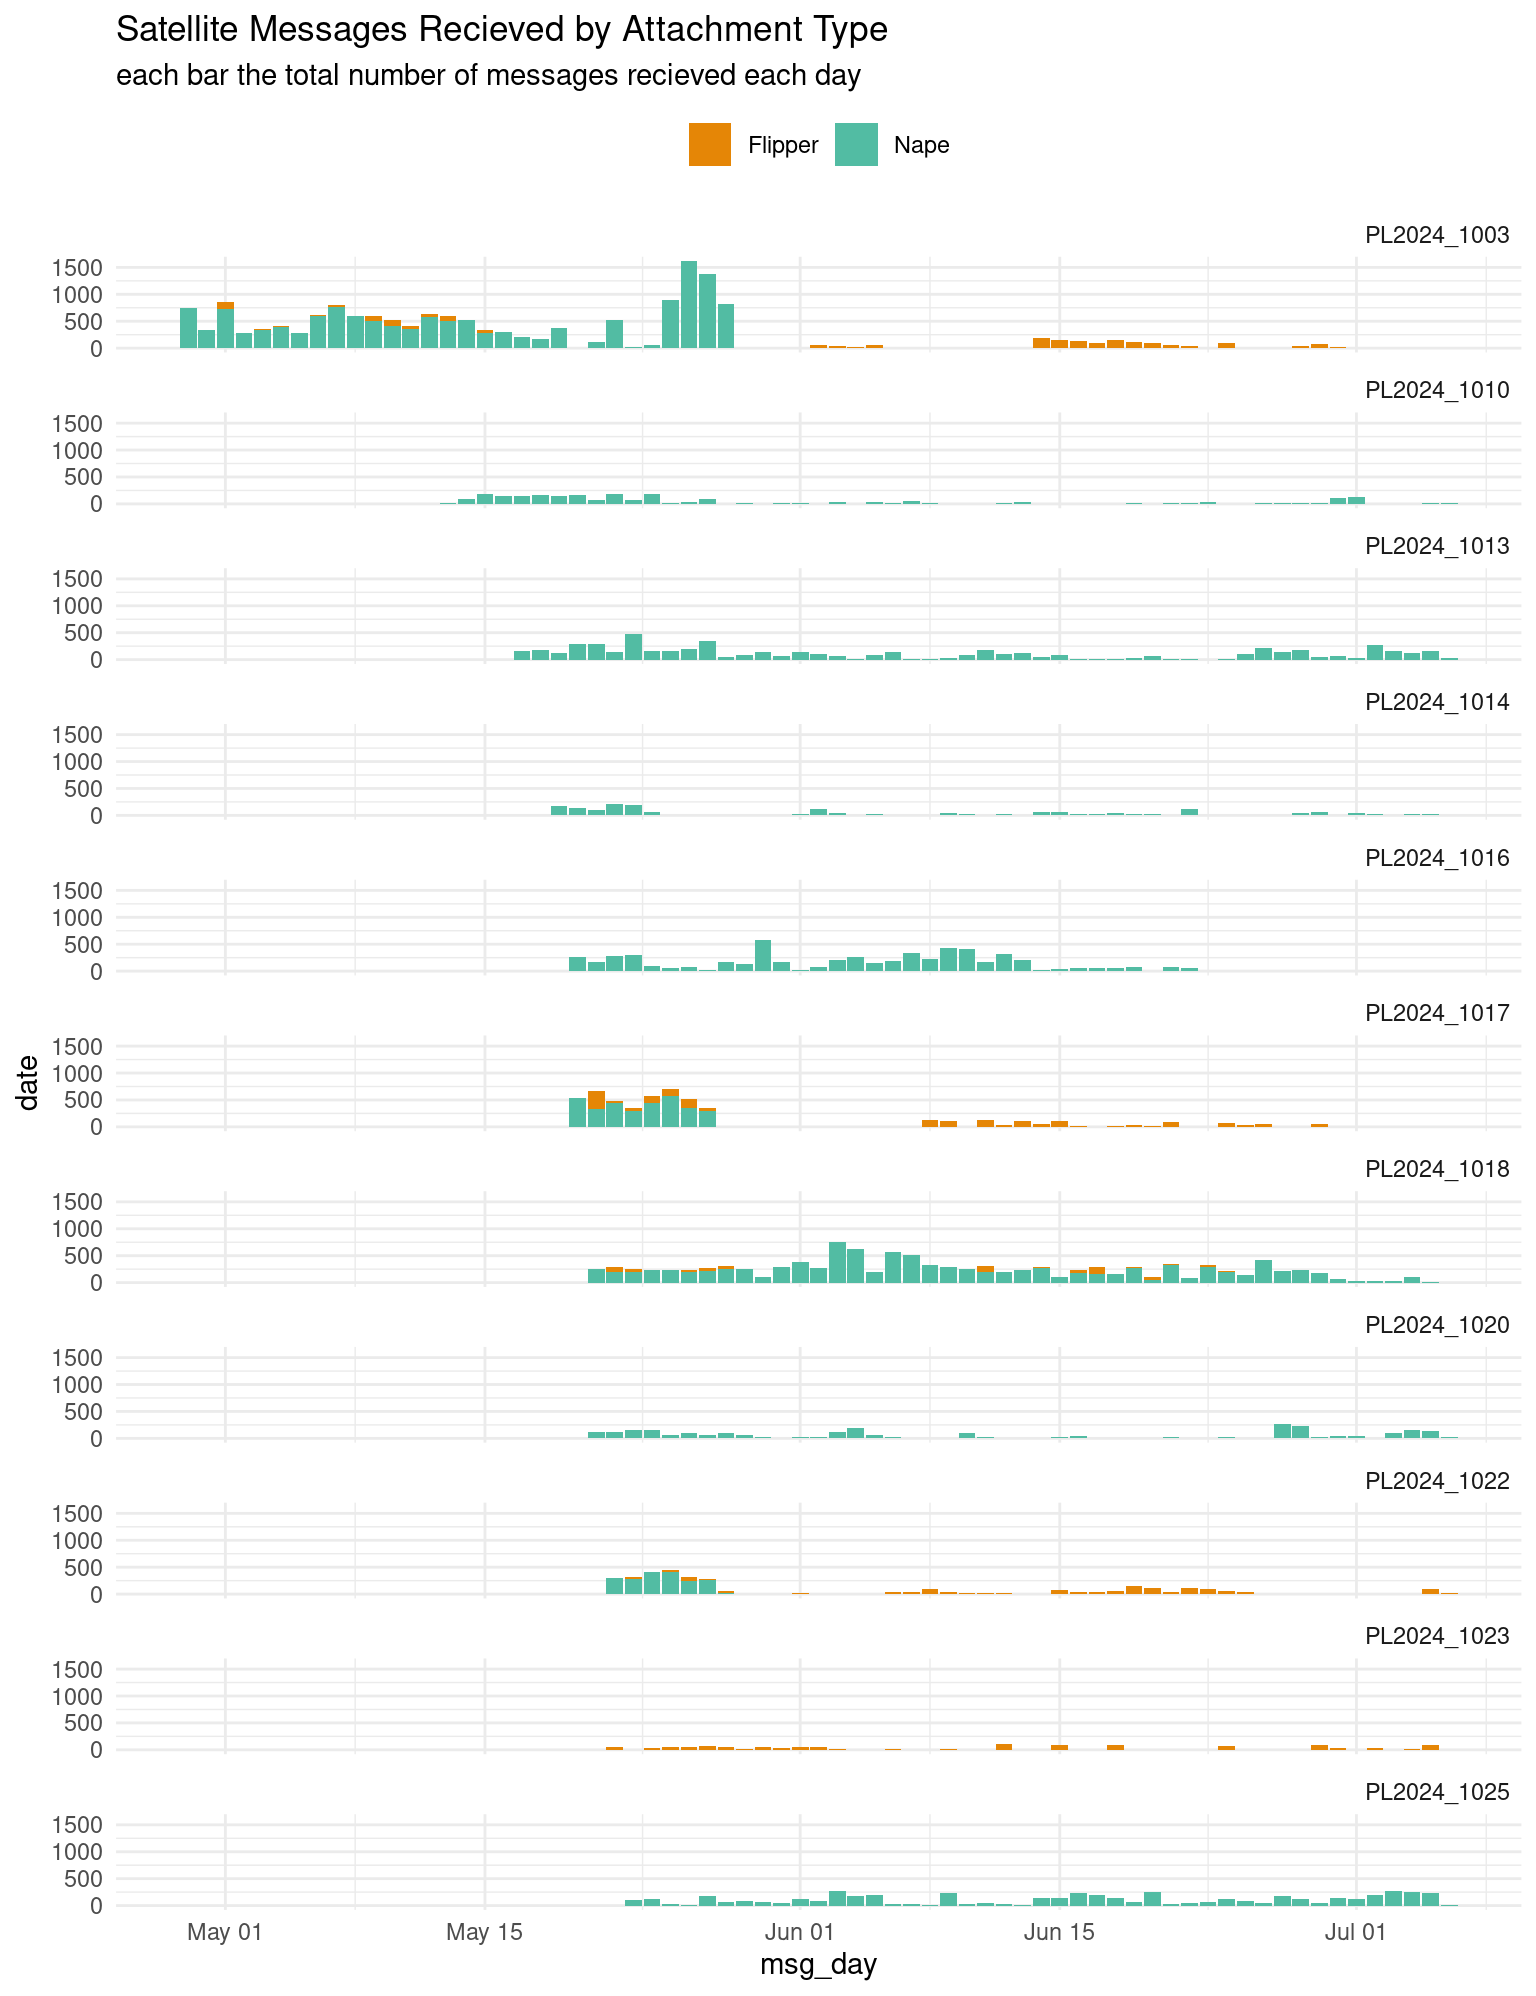 Satellite Messages Recieved by Attachment Type
each bar the total number of messages recieved each day
Flipper Nape
PL2024_1003
1500
1000
500
0
PL2024_1010
1500
1000
500
0
PL2024_1013
1500
1000
500
0
PL2024_1014
1500
1000
500
0
PL2024_1016
1500
1000
500
0
PL2024_1017
1500
1000
500
0
PL2024_1018
1500
1000
500
0
PL2024_1020
1500
1000
500
0
PL2024_1022
1500
1000
500
0
PL2024_1023
1500
1000
500
0
PL2024_1025
1500
1000
500
0
date
May 01 May 15 Jun 01 Jun 15 Jul 01
msg_day